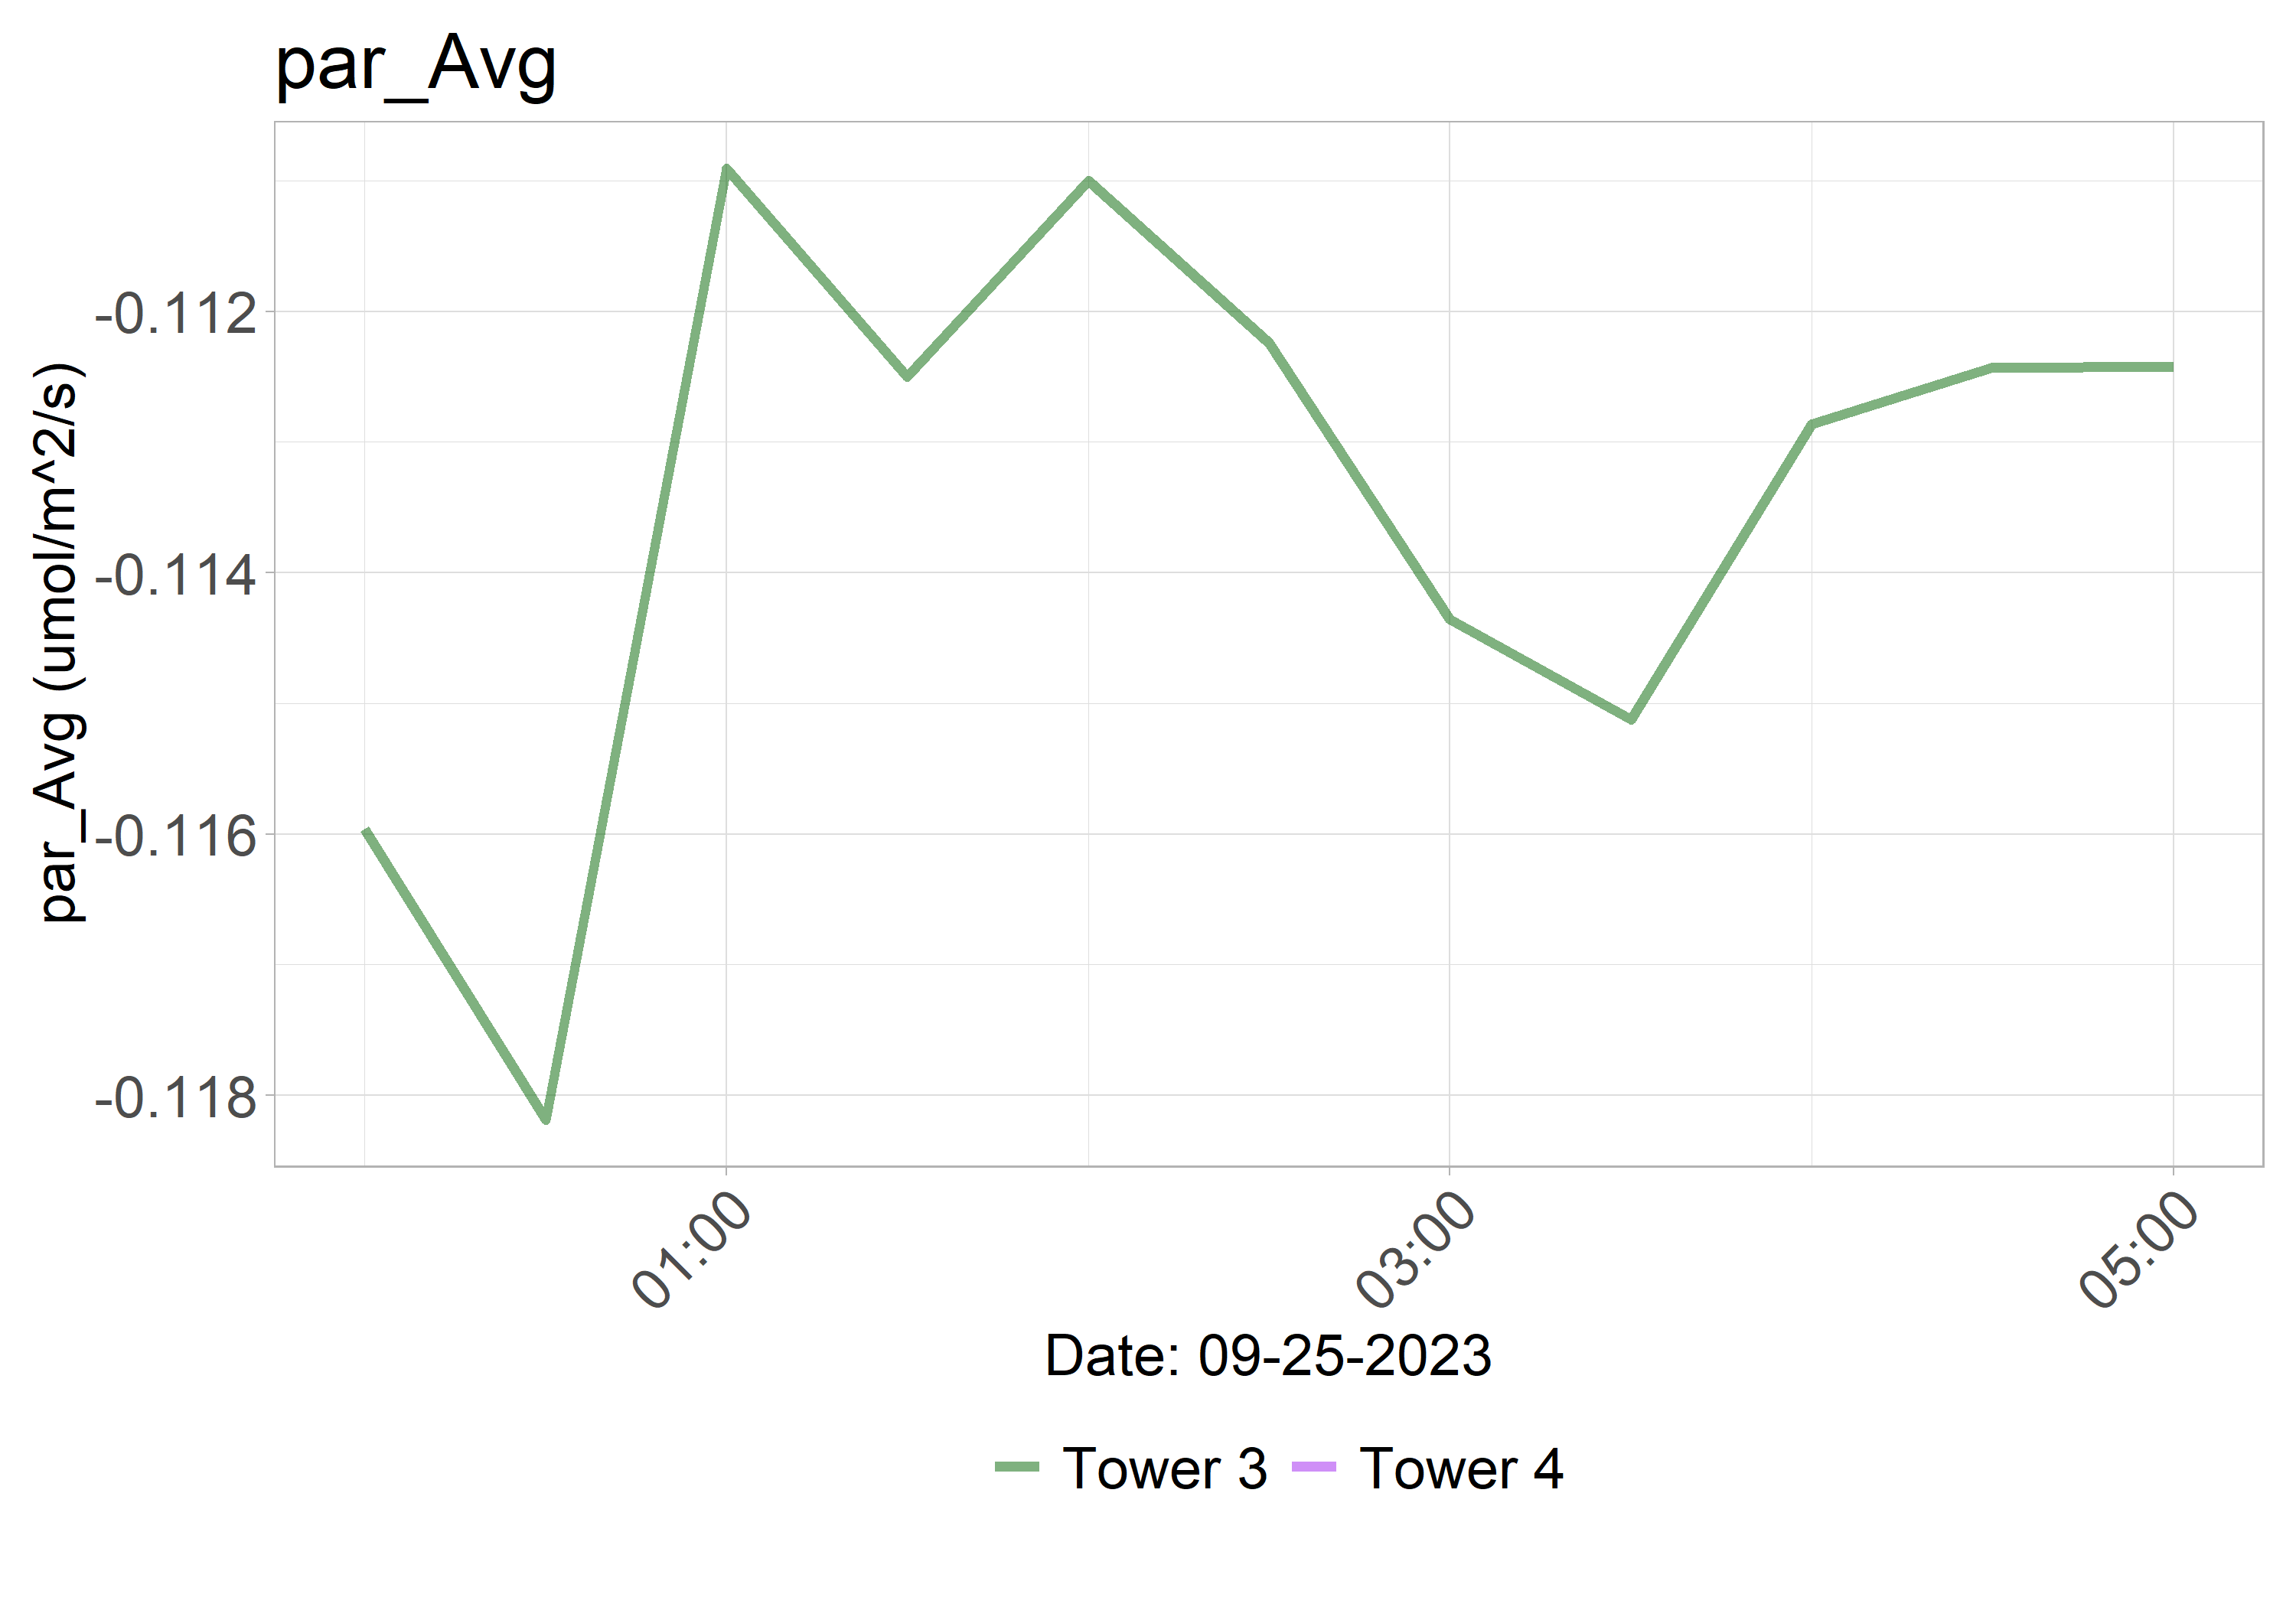 par_Avg
par_Avg (umol/m^2/s)
-0.112
-0.114
-0.116
-0.118
01:00
03:00
05:00
Date: 09-25-2023
Tower 3
Tower 4